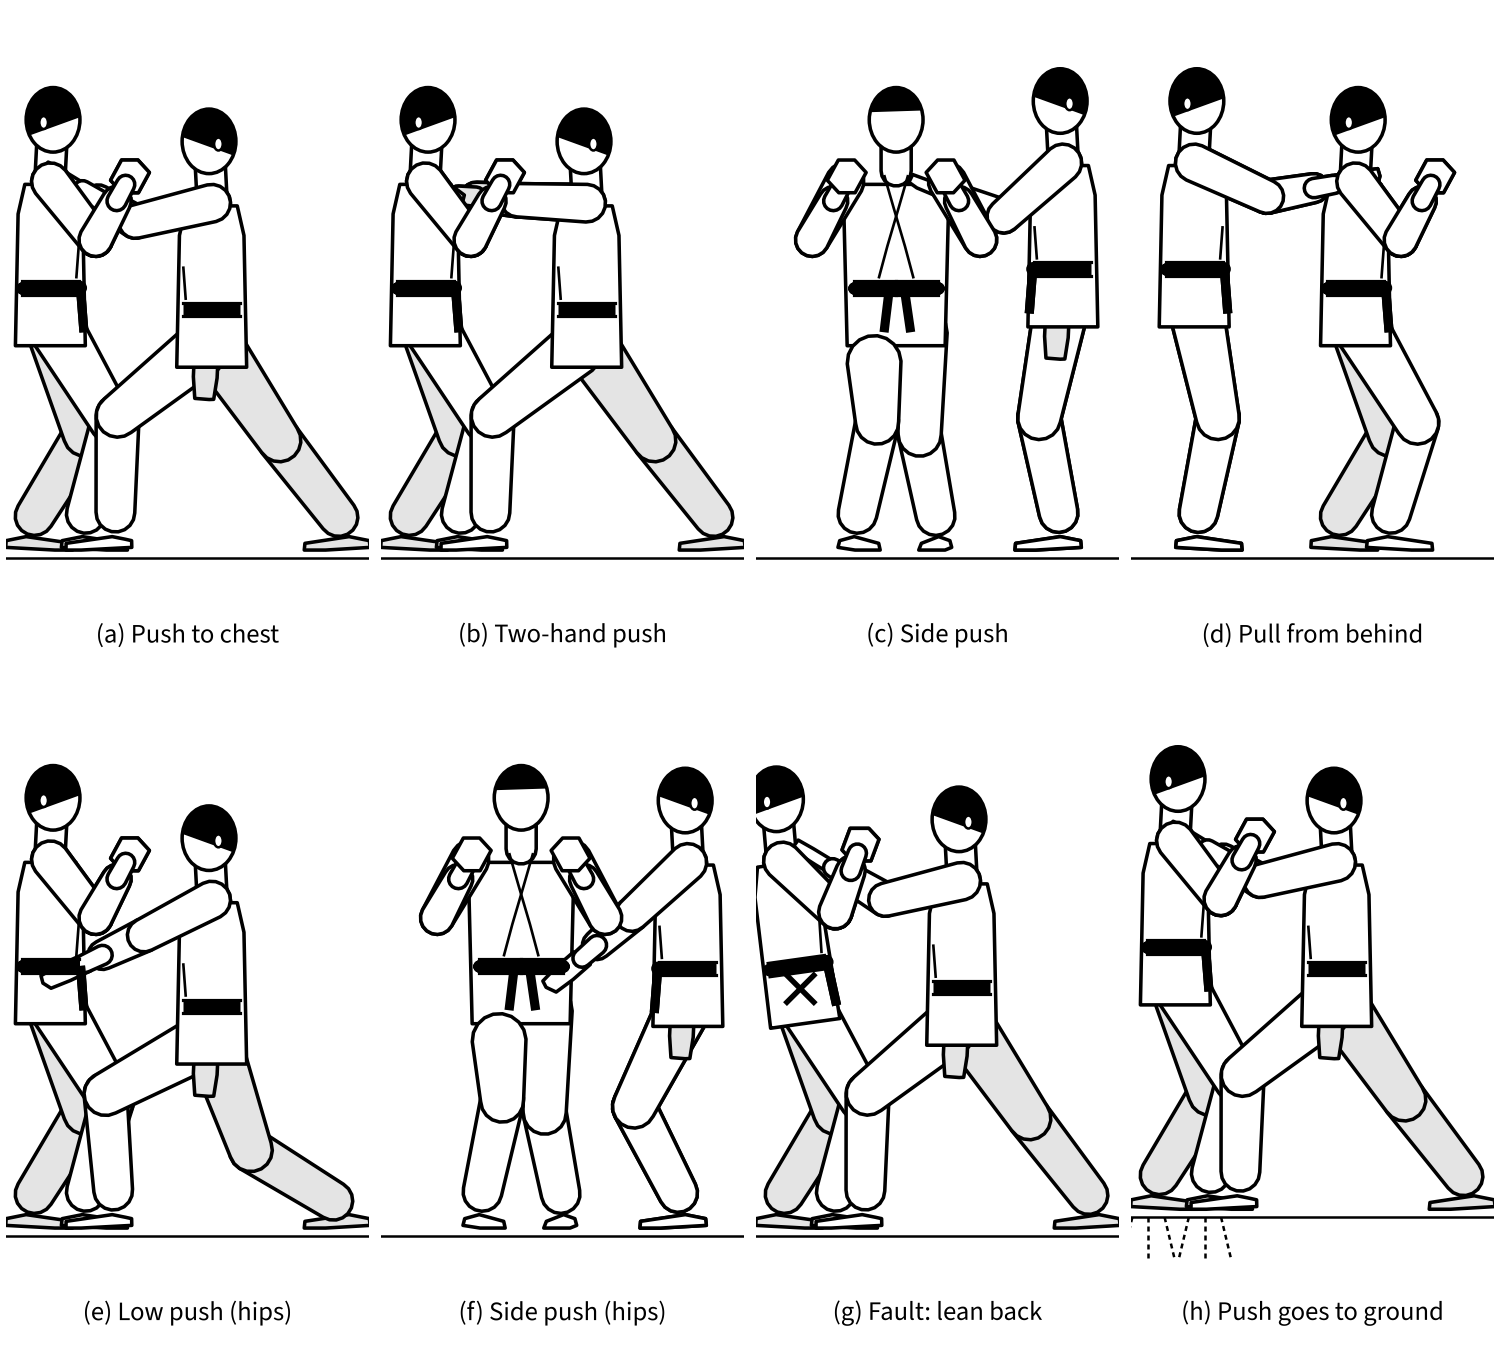 (a) Push to chest
(b) Two-hand push
(c) Side push
(d) Pull from behind
(e) Low push (hips)
(f) Side push (hips)
(g) Fault: lean back
(h) Push goes to ground